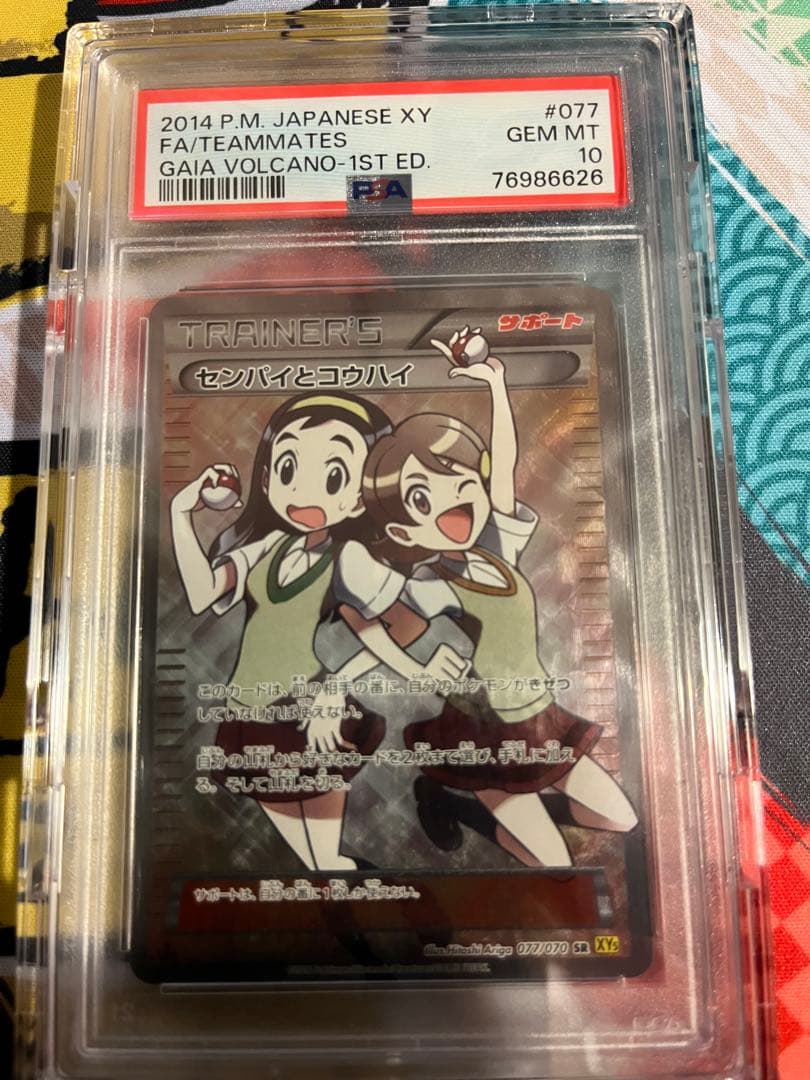 2014 P.M. JAPANESE XY #077
FA/TEAMMATES GEM MT
GAIA VOLCANO-1ST ED. 10
PSA 76986626
TRAINER'S サポート
センパイとコウハイ
このカードは、前の相手の番に、自分のポケモンがきぜつ
していなければ使えない。
自分の山札から好きなカードを2枚まで選び、手札に加え
る。そして山札を切る。
サポートは、自分の番に1枚しか使えない。
illus. Hitoshi Ariga 077/070 SR XY5